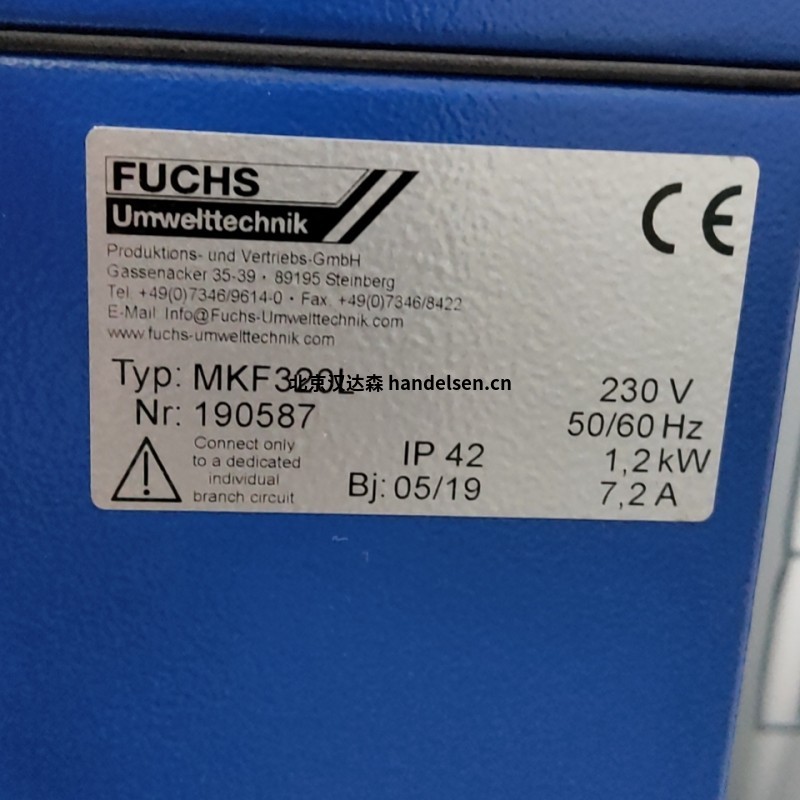 FUCHS
Umwelttechnik
CE
Produktions- und Vertriebs-GmbH
Gassenäcker 35-39 · 89195 Steinberg
Tel. +49(0)7346/9614-0 · Fax. +49(0)7346/8422
E-Mail: Info@Fuchs-Umwelttechnik.com
www.fuchs-umwelttechnik.com
Typ: MKF320L
北京汉达森 handelsen.cn
230 V
Nr: 190587
50/60 Hz
Connect only
to a dedicated
individual
branch circuit
IP 42
1,2 kW
Bj: 05/19
7,2 A